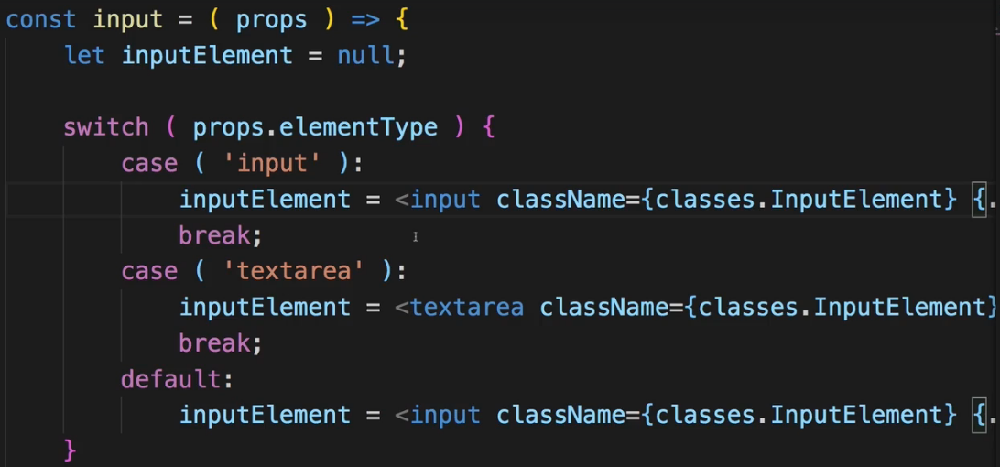 const input = ( props ) => {
    let inputElement = null;

    switch ( props.elementType ) {
        case ( 'input' ):
            inputElement = <input className={classes.InputElement} {.
            break;
        case ( 'textarea' ):
            inputElement = <textarea className={classes.InputElement}
            break;
        default:
            inputElement = <input className={classes.InputElement} {.
    }